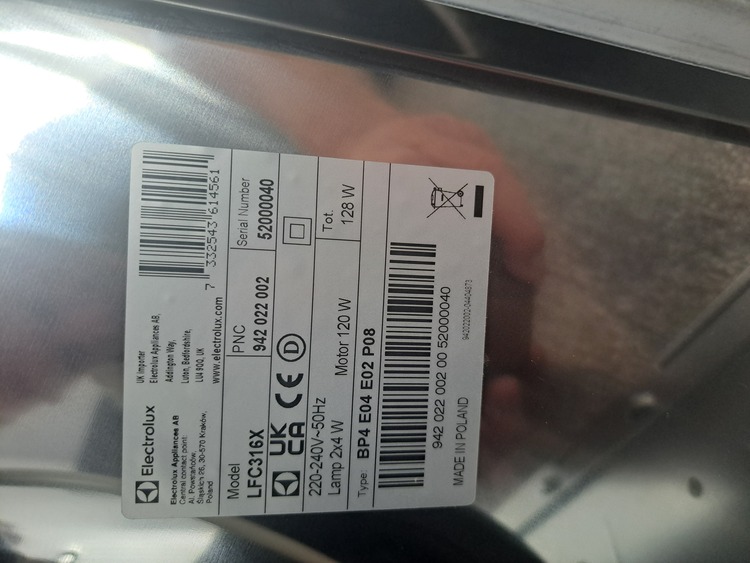 Electrolux
Electrolux Appliances AB
Central contact point:
Al. Powstańców
Śląskich 26, 30-570 Kraków,
Poland
UK Importer
Electrolux Appliances AB,
Addington Way,
Luton, Bedfordshire,
LU4 9QQ, UK
www.electrolux.com
7 332543 614561
Model
LFC316X
PNC
942 022 002
Serial Number
52000040
UK
CA
CE
D
220-240V~50Hz
Lamp 2x4 W
Motor 120 W
Tot.
128 W
Type:
BP4 E04 E02 P08
942 022 002 00 52000040
MADE IN POLAND